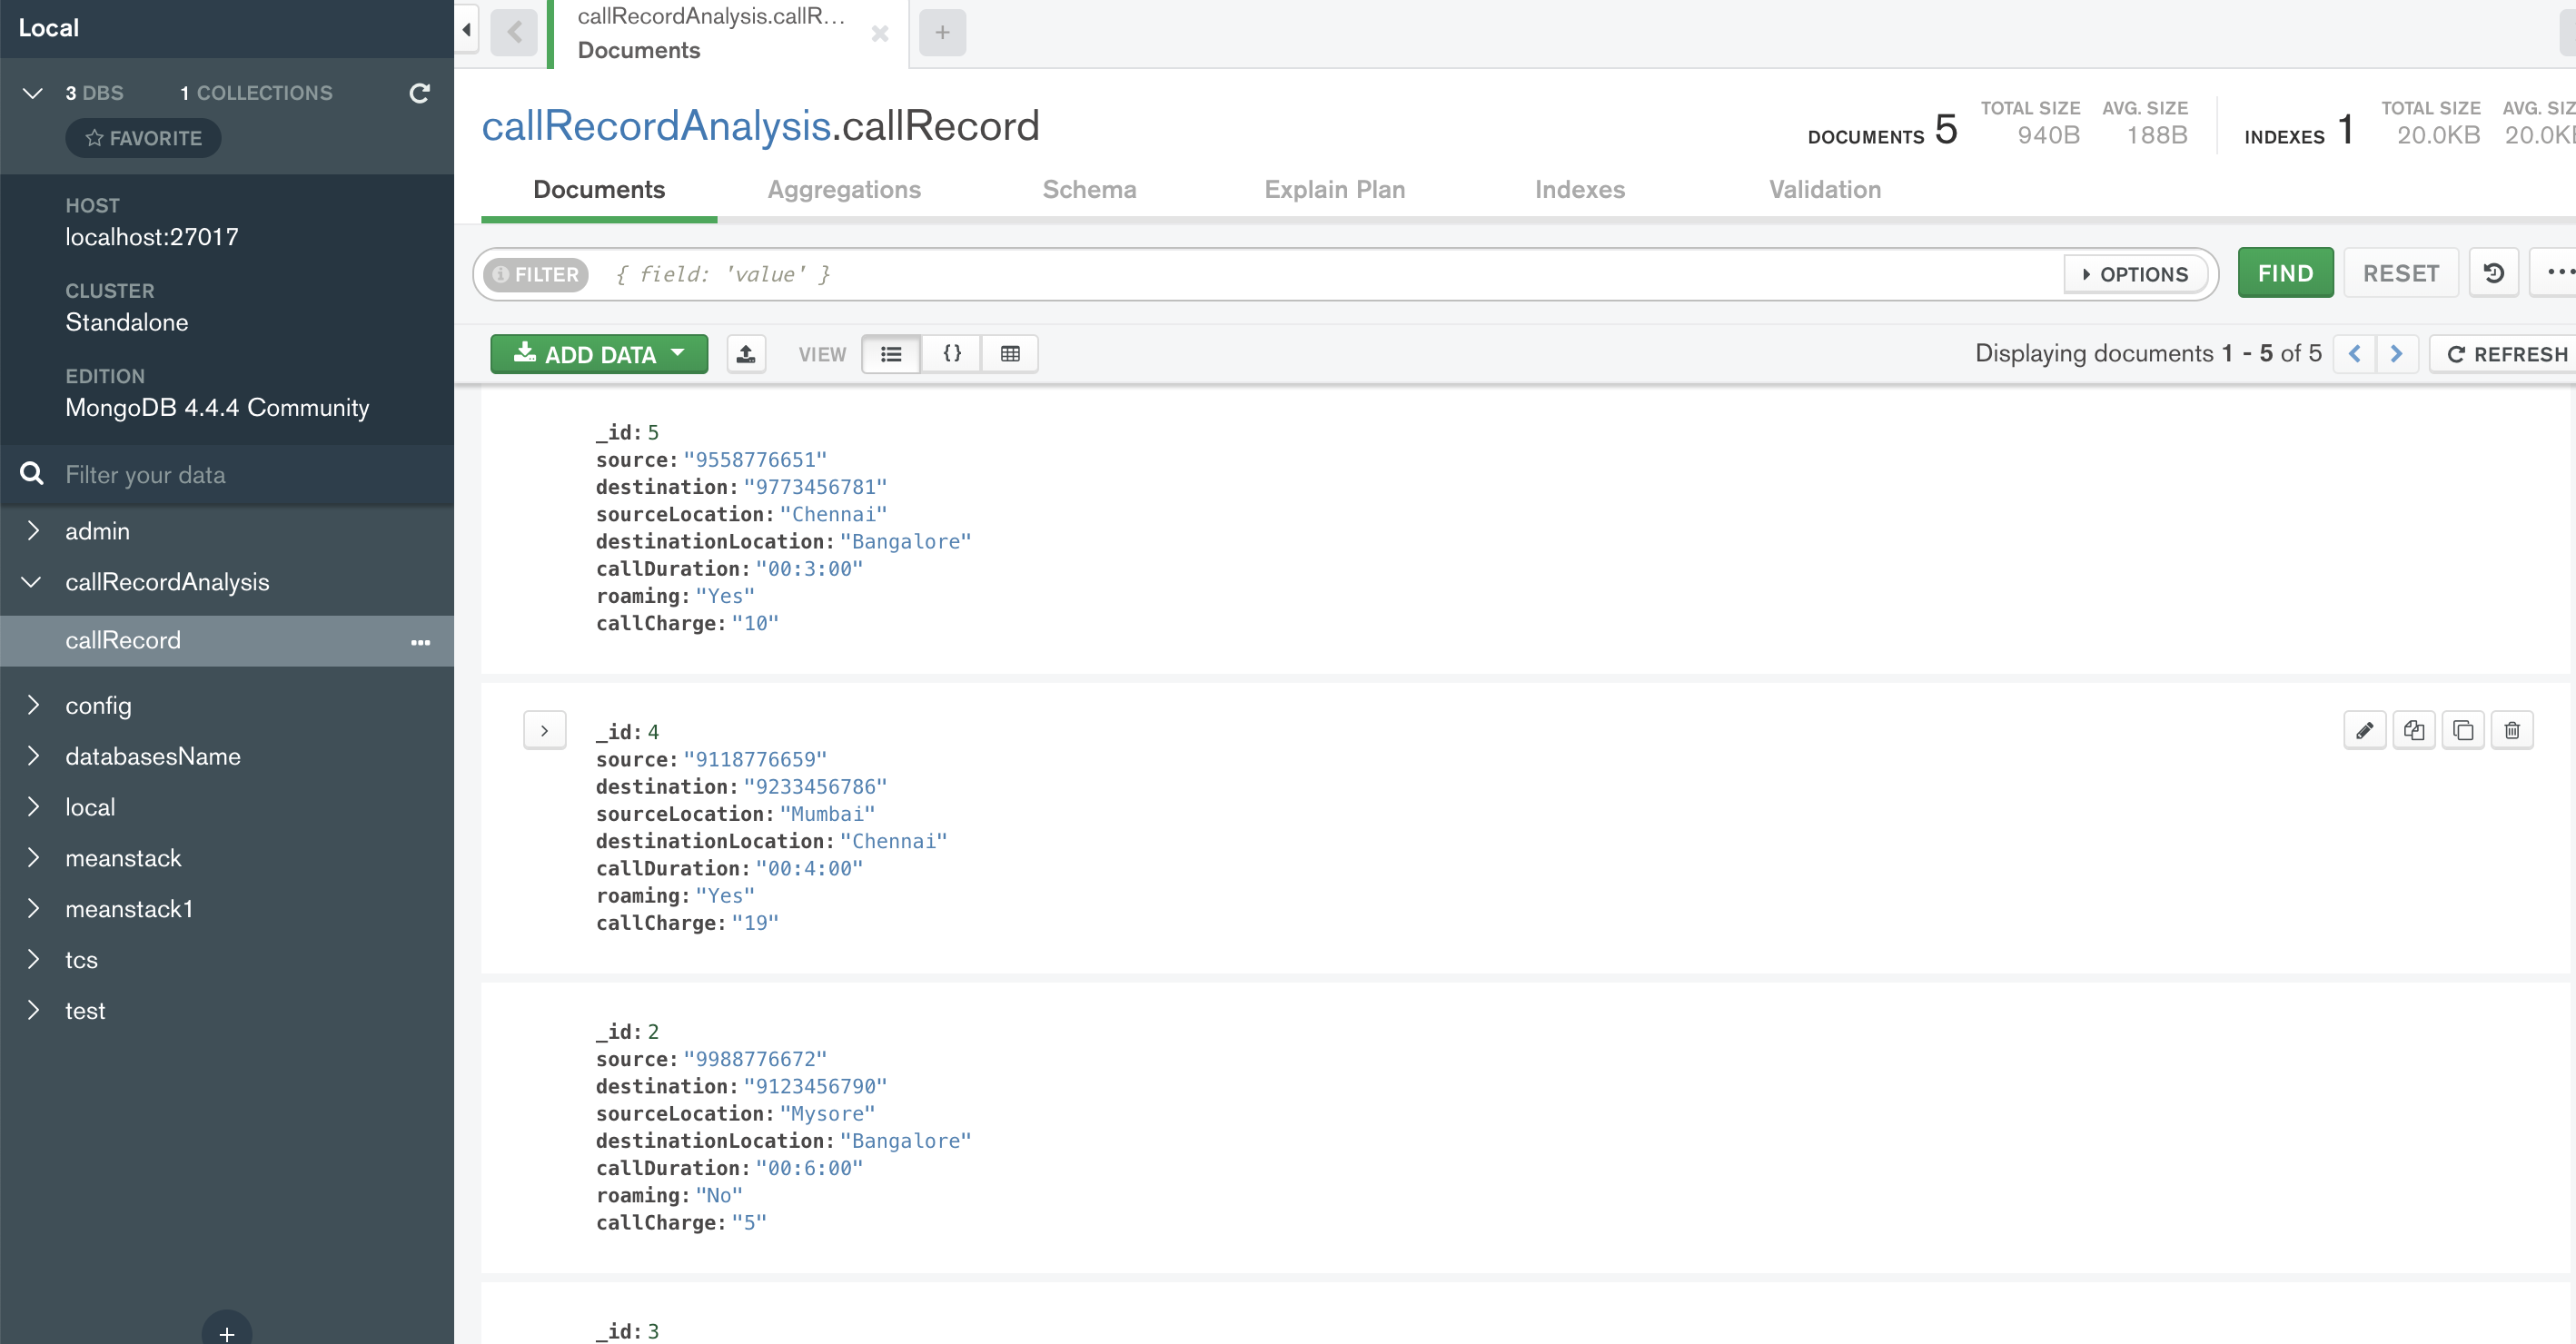 Local
3 DBS 1 COLLECTIONS
FAVORITE
HOST
localhost:27017
CLUSTER
Standalone
EDITION
MongoDB 4.4.4 Community
Filter your data
admin
callRecordAnalysis
callRecord
config
databasesName
local
meanstack
meanstack1
tcs
test
callRecordAnalysis.callR...
Documents
callRecordAnalysis.callRecord
DOCUMENTS 5
TOTAL SIZE
940B
AVG. SIZE
188B
INDEXES 1
TOTAL SIZE
20.0KB
AVG. SIZ
20.0K
Documents Aggregations Schema Explain Plan Indexes Validation
FILTER { field: 'value' } OPTIONS FIND RESET
ADD DATA VIEW {} Displaying documents 1 - 5 of 5 REFRESH
_id: 5
source: "9558776651"
destination: "9773456781"
sourceLocation: "Chennai"
destinationLocation: "Bangalore"
callDuration: "00:3:00"
roaming: "Yes"
callCharge: "10"
_id: 4
source: "9118776659"
destination: "9233456786"
sourceLocation: "Mumbai"
destinationLocation: "Chennai"
callDuration: "00:4:00"
roaming: "Yes"
callCharge: "19"
_id: 2
source: "9988776672"
destination: "9123456790"
sourceLocation: "Mysore"
destinationLocation: "Bangalore"
callDuration: "00:6:00"
roaming: "No"
callCharge: "5"
_id: 3